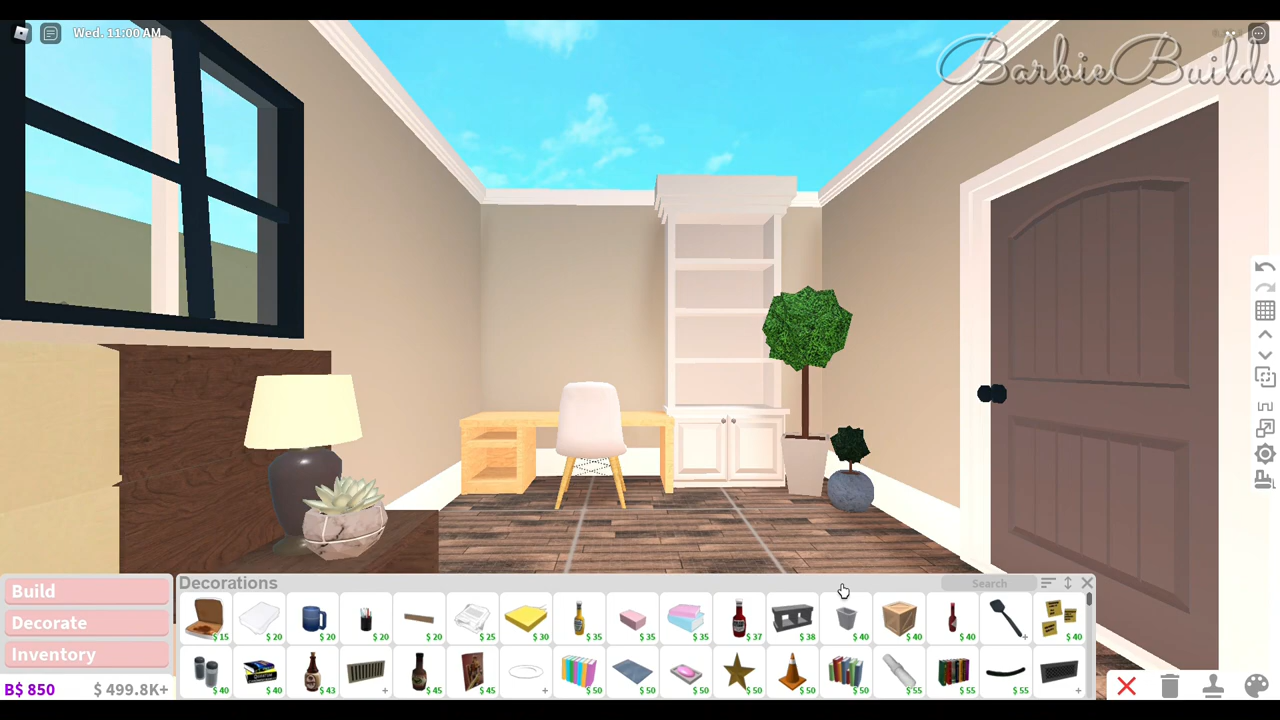 Wed. 11:00 AM
BarbieBuilds
Build
Decorate
Inventory
B$ 850 $ 499.8K+
Decorations
Search
$ 15 $ 20 $ 20 $ 20 $ 20 $ 25 $ 30 $ 35 $ 35 $ 35 $ 37 $ 38 $ 40 $ 40 $ 40 + $ 40
$ 40 $ 40 $ 43 + $ 45 $ 45 + $ 50 $ 50 $ 50 $ 50 $ 50 $ 50 $ 55 $ 55 $ 55 +